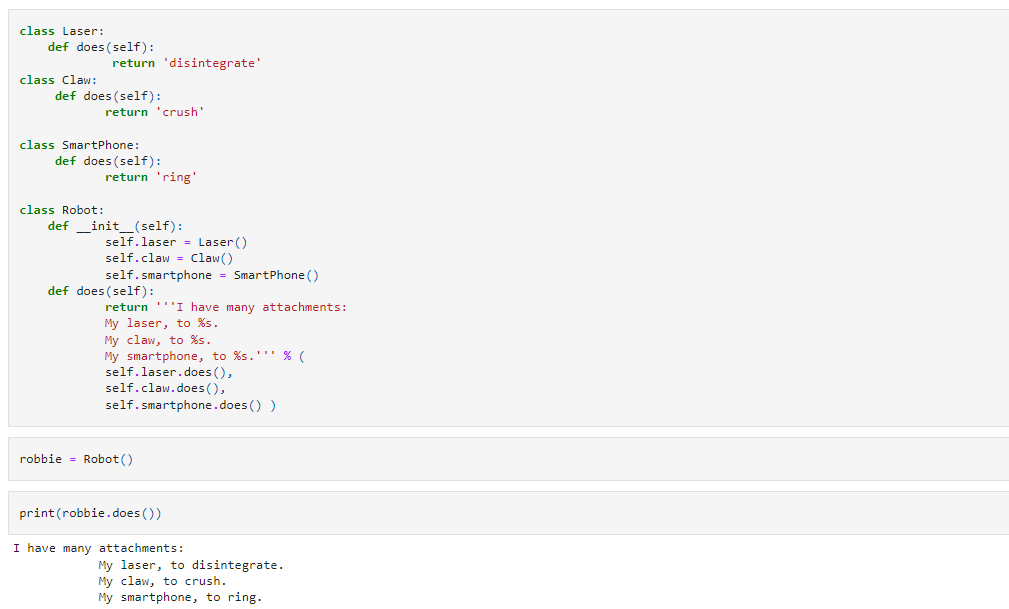 class Laser:
    def does(self):
             return 'disintegrate'
class Claw:
     def does(self):
            return 'crush'

class SmartPhone:
     def does(self):
            return 'ring'

class Robot:
    def __init__(self):
            self.laser = Laser()
            self.claw = Claw()
            self.smartphone = SmartPhone()
    def does(self):
            return '''I have many attachments:
            My laser, to %s.
            My claw, to %s.
            My smartphone, to %s.''' % (
            self.laser.does(),
            self.claw.does(),
            self.smartphone.does() )
robbie = Robot()
print(robbie.does())
I have many attachments:
            My laser, to disintegrate.
            My claw, to crush.
            My smartphone, to ring.